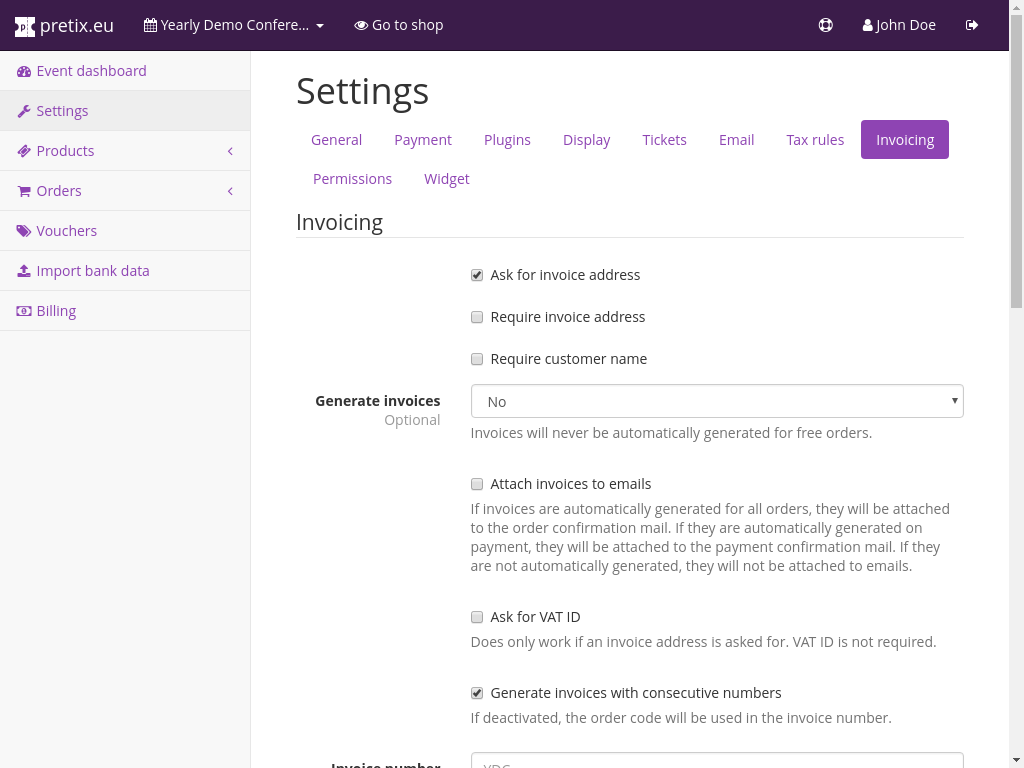 pretix.eu
Yearly Demo Confere...
Go to shop
John Doe
Event dashboard
Settings
Products
Orders
Vouchers
Import bank data
Billing
Settings
General Payment Plugins Display Tickets Email Tax rules Invoicing
Permissions Widget
Invoicing
Ask for invoice address
Require invoice address
Require customer name
Generate invoices
Optional
No
Invoices will never be automatically generated for free orders.
Attach invoices to emails
If invoices are automatically generated for all orders, they will be attached
to the order confirmation mail. If they are automatically generated on
payment, they will be attached to the payment confirmation mail. If they
are not automatically generated, they will not be attached to emails.
Ask for VAT ID
Does only work if an invoice address is asked for. VAT ID is not required.
Generate invoices with consecutive numbers
If deactivated, the order code will be used in the invoice number.
Invoice number